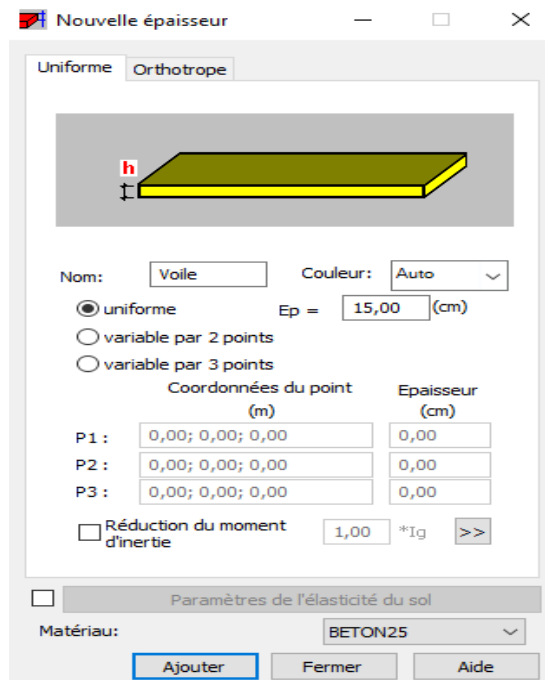 Nouvelle épaisseur
Uniforme Orthotrope
h
Nom: Voile Couleur: Auto
uniforme Ep = 15,00 (cm)
variable par 2 points
variable par 3 points
Coordonnées du point Epaisseur
(m) (cm)
P1 : 0,00; 0,00; 0,00 0,00
P2 : 0,00; 0,00; 0,00 0,00
P3 : 0,00; 0,00; 0,00 0,00
Réduction du moment
d'inertie 1,00 *Ig >>
Paramètres de l'élasticité du sol
Matériau: BETON25
Ajouter Fermer Aide